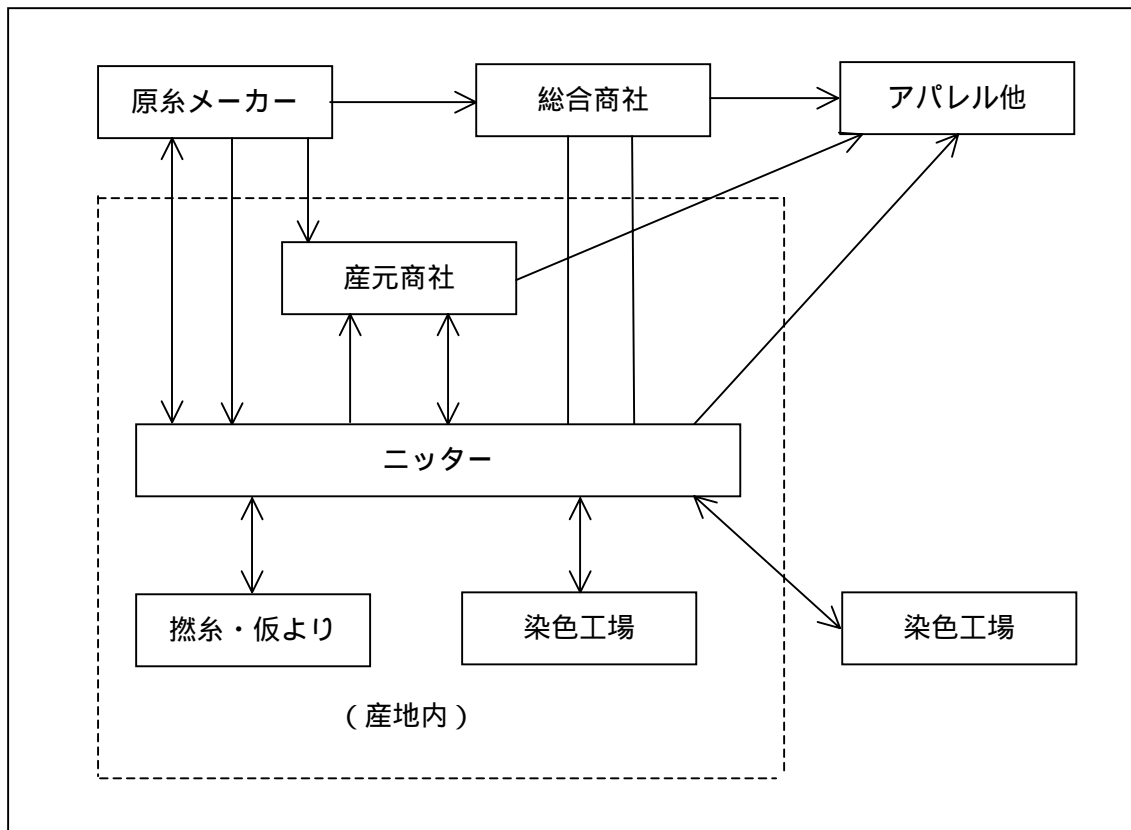 原糸メーカー
総合商社
アパレル他
産元商社
ニッター
撚糸・仮より
染色工場
染色工場
（産地内）